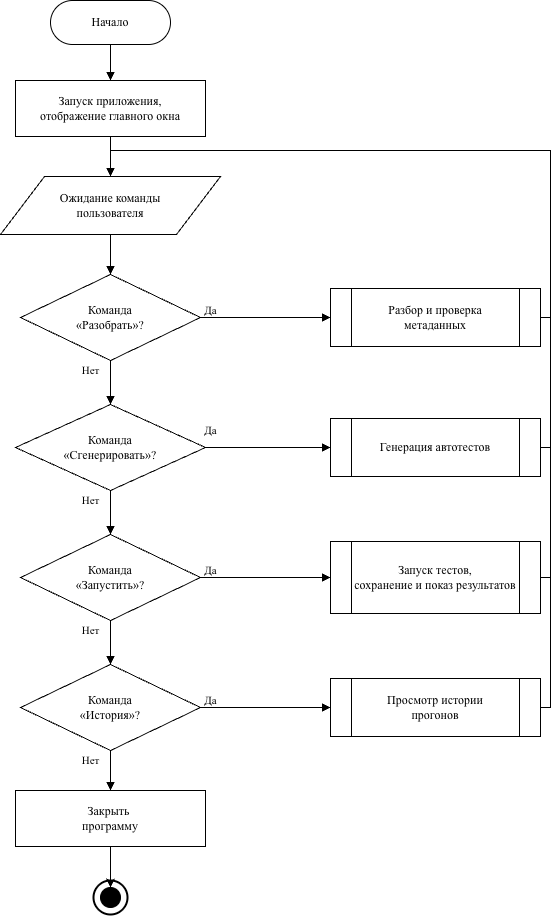 Начало
Запуск приложения,
отображение главного окна
Ожидание команды
пользователя
Команда
«Разобрать»?
Да
Разбор и проверка
метаданных
Нет
Команда
«Сгенерировать»?
Да
Генерация автотестов
Нет
Команда
«Запустить»?
Да
Запуск тестов,
сохранение и показ результатов
Нет
Команда
«История»?
Да
Просмотр истории
прогонов
Нет
Закрыть
программу